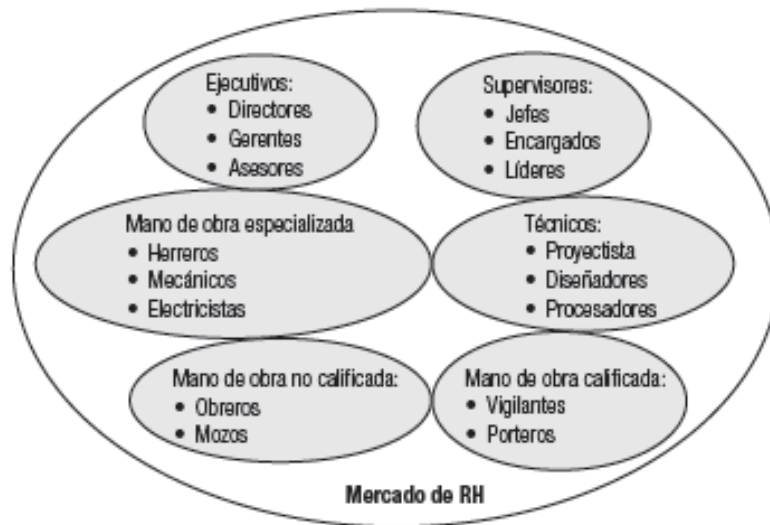 Ejecutivos:
• Directores
• Gerentes
• Asesores
Supervisores:
• Jefes
• Encargados
• Líderes
Mano de obra especializada
• Herreros
• Mecánicos
• Electricistas
Técnicos:
• Proyectista
• Diseñadores
• Procesadores
Mano de obra no calificada:
• Obreros
• Mozos
Mano de obra calificada:
• Vigilantes
• Porteros
Mercado de RH